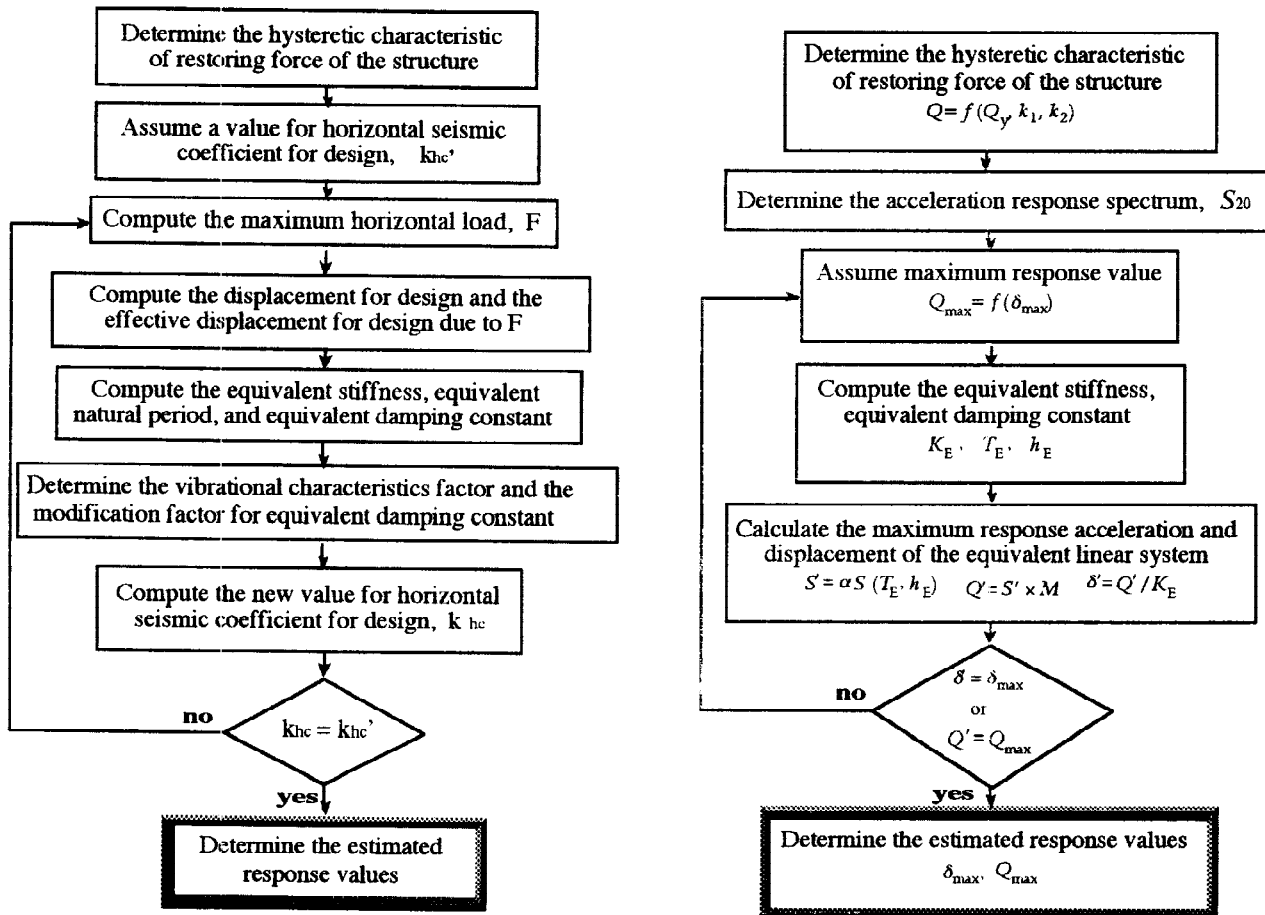 Determine the hysteretic characteristic
of restoring force of the structure
Assume a value for horizontal seismic
coefficient for design, khc'
Compute the maximum horizontal load, F
Compute the displacement for design and the
effective displacement for design due to F
Compute the equivalent stiffness, equivalent
natural period, and equivalent damping constant
Determine the vibrational characteristics factor and the
modification factor for equivalent damping constant
Compute the new value for horizontal
seismic coefficient for design, k hc
no
khc = khc'
yes
Determine the estimated
response values
Determine the hysteretic characteristic
of restoring force of the structure
Q=f(Qy, k1, k2)
Determine the acceleration response spectrum, S20
Assume maximum response value
Qmax=f(δmax)
Compute the equivalent stiffness,
equivalent damping constant
KE, TE, hE
Calculate the maximum response acceleration and
displacement of the equivalent linear system
S'=αS(TE, hE) Q'=S'×M δ'=Q'/KE
no
δ'=δmax
or
Q'=Qmax
yes
Determine the estimated response values
δmax, Qmax